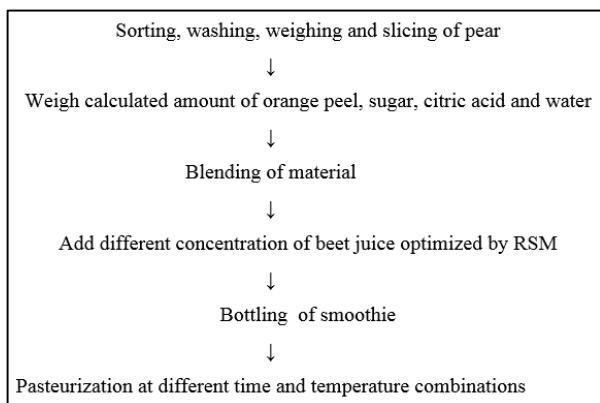 Sorting, washing, weighing and slicing of pear
↓
Weigh calculated amount of orange peel, sugar, citric acid and water
↓
Blending of material
↓
Add different concentration of beet juice optimized by RSM
↓
Bottling of smoothie
↓
Pasteurization at different time and temperature combinations